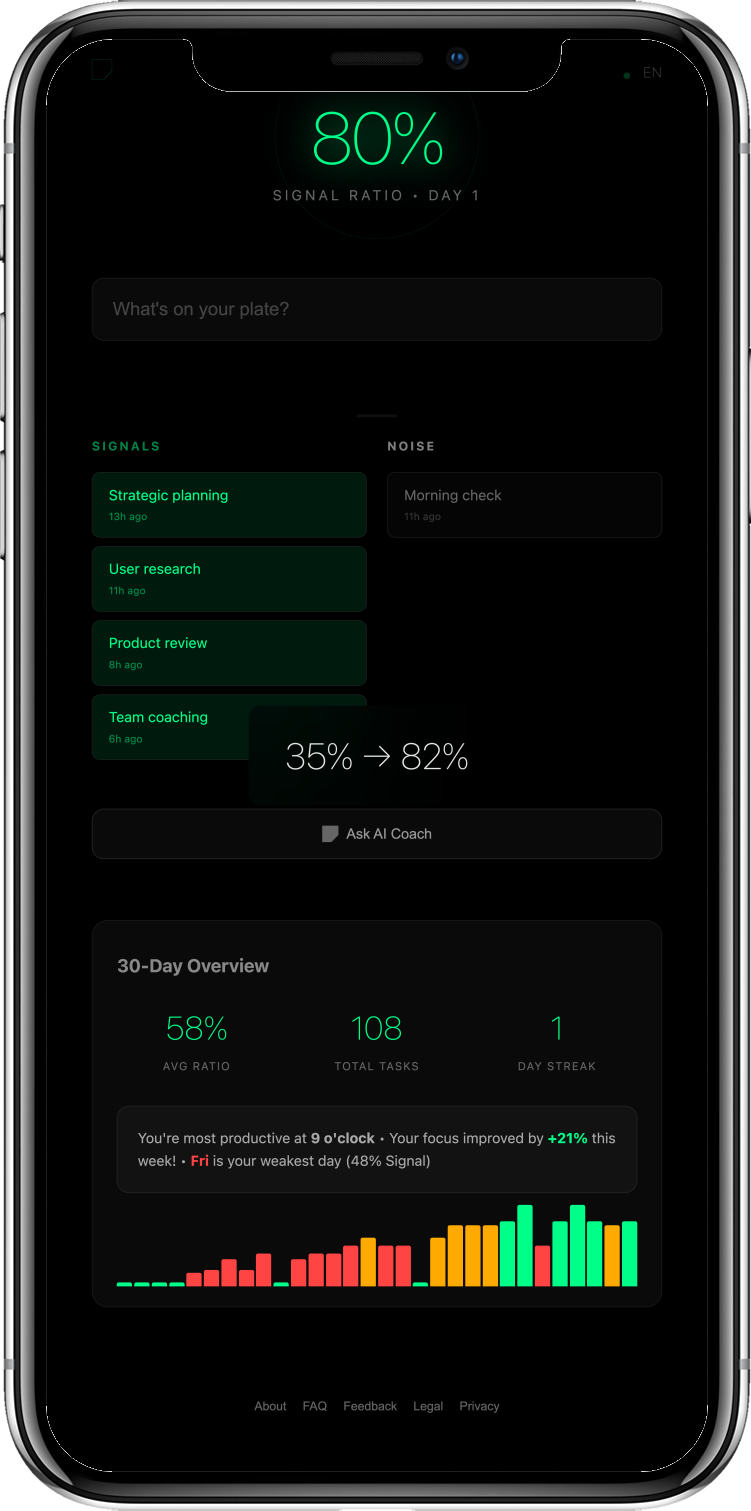 EN
80%
SIGNAL RATIO • DAY 1
What's on your plate?
SIGNALS
Strategic planning
13h ago
User research
11h ago
Product review
8h ago
Team coaching
6h ago
NOISE
Morning check
11h ago
35% → 82%
Ask AI Coach
30-Day Overview
58%
AVG RATIO
108
TOTAL TASKS
1
DAY STREAK
You're most productive at 9 o'clock • Your focus improved by +21% this
week! • Fri is your weakest day (48% Signal)
About FAQ Feedback Legal Privacy